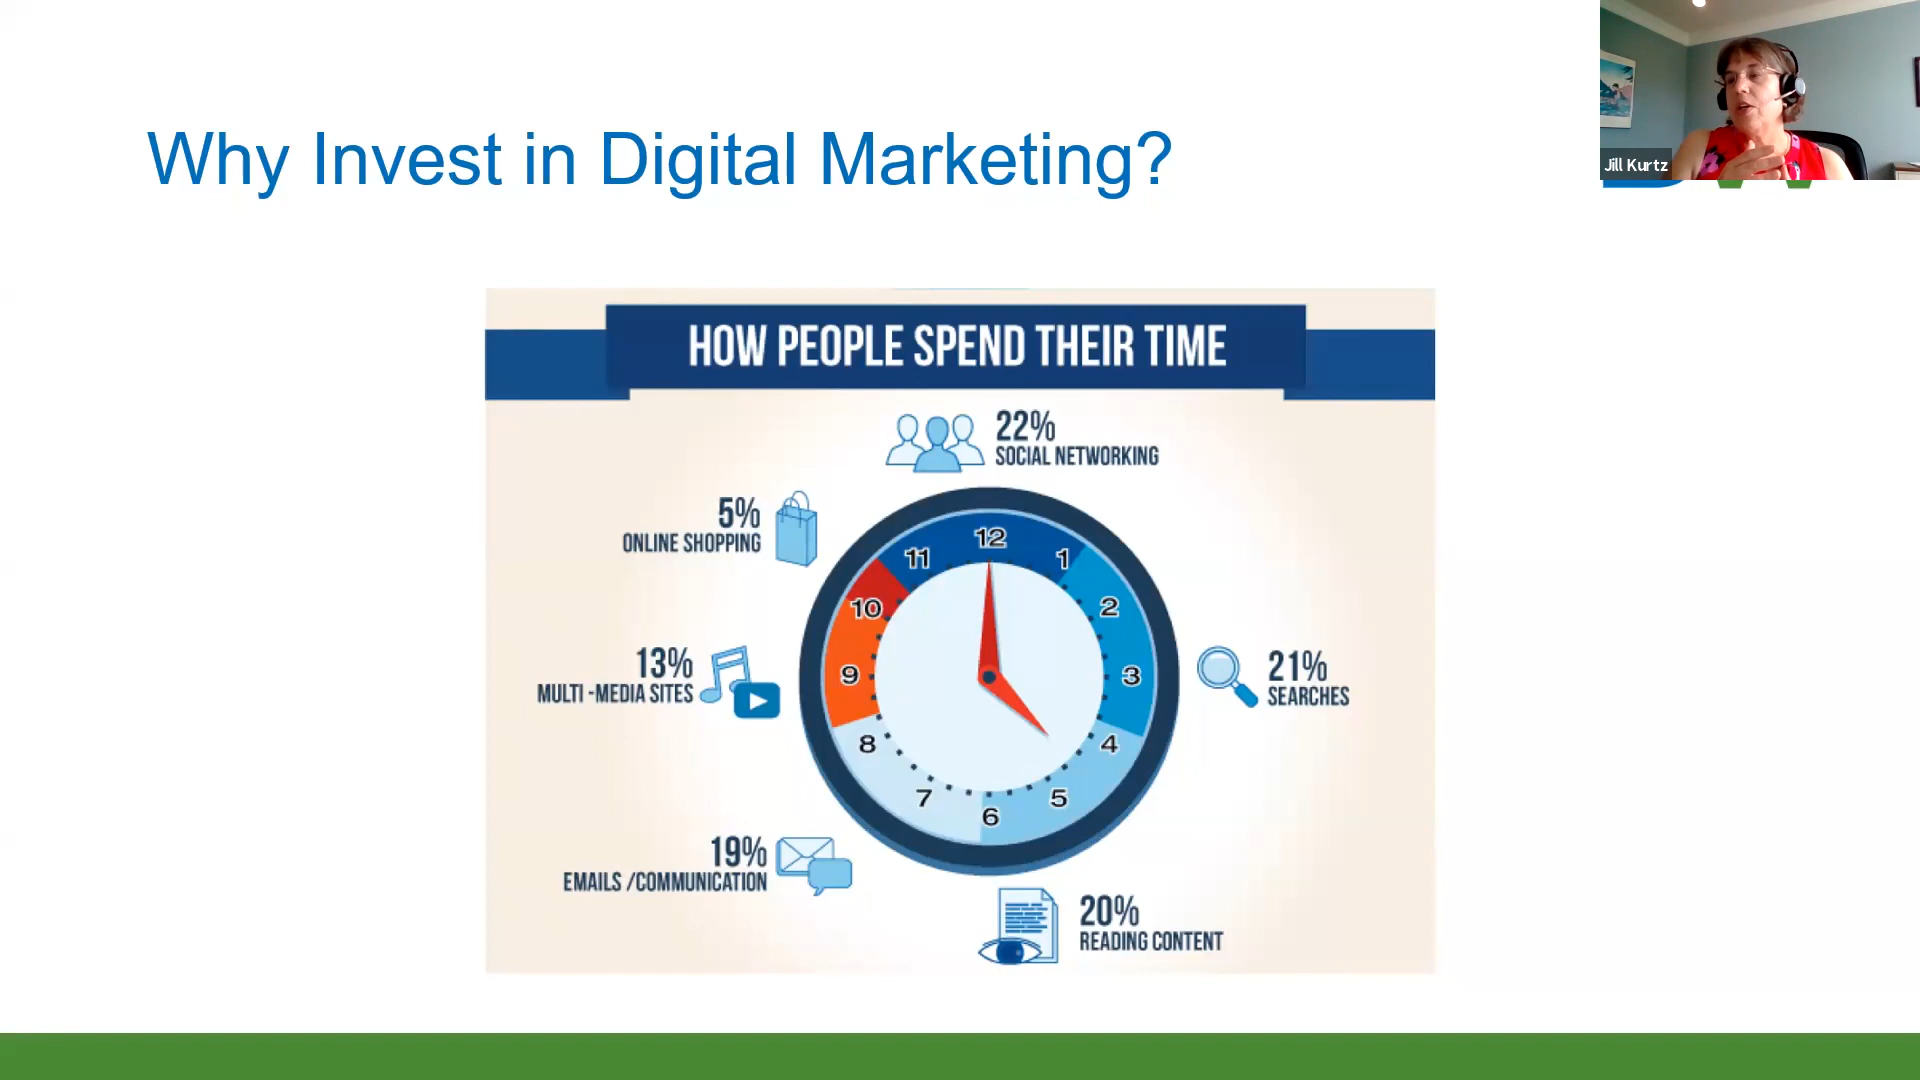 Why Invest in Digital Marketing?
Jill Kurtz
HOW PEOPLE SPEND THEIR TIME
22%
SOCIAL NETWORKING
5%
ONLINE SHOPPING
13%
MULTI -MEDIA SITES
21%
SEARCHES
19%
EMAILS /COMMUNICATION
20%
READING CONTENT
12
1
2
3
4
5
6
7
8
9
10
11